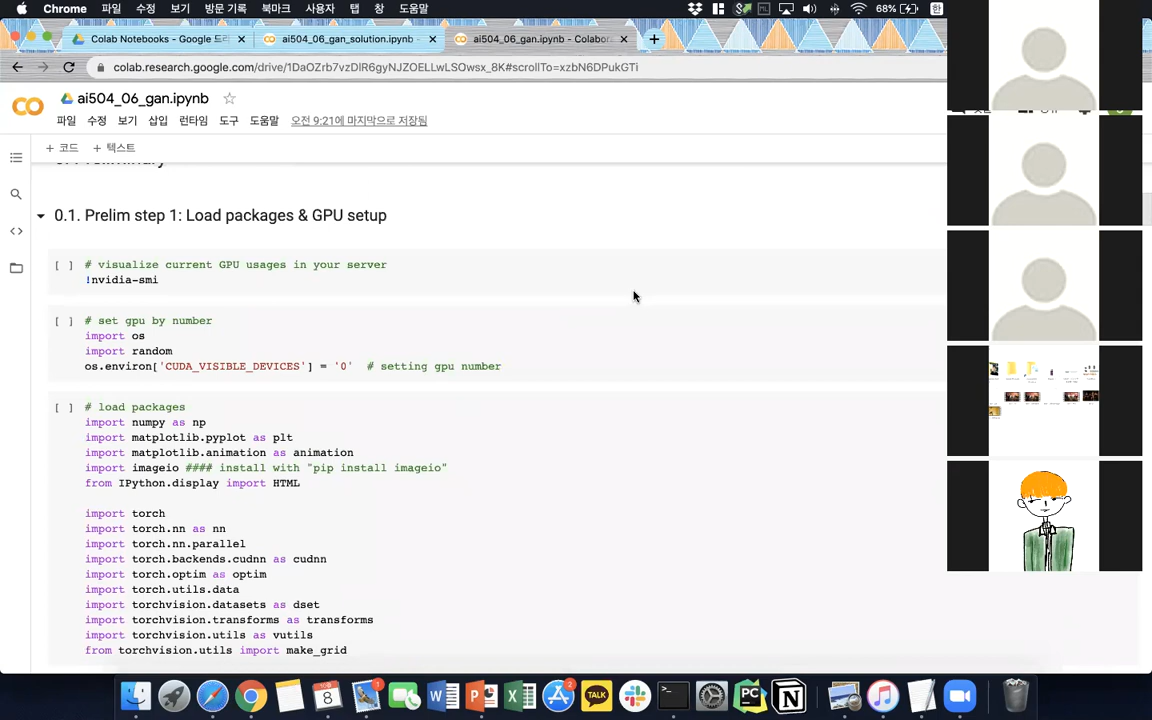 Chrome 파일 수정 보기 방문 기록 북마크 사용자 탭 창 도움말
68%
한
Colab Notebooks - Google 드라
ai504_06_gan_solution.ipynb -
ai504_06_gan.ipynb - Colabor
colab.research.google.com/drive/1DaOZrb7vzDlR6gyNJZOELLwLSOwsx_8K#scrollTo=xzbN6DPukGTi
ai504_06_gan.ipynb
파일 수정 보기 삽입 런타임 도구 도움말 오전 9:21에 마지막으로 저장됨
+ 코드 + 텍스트
0.1. Prelim step 1: Load packages & GPU setup
[ ] # visualize current GPU usages in your server
!nvidia-smi
[ ] # set gpu by number
import os
import random
os.environ['CUDA_VISIBLE_DEVICES'] = '0' # setting gpu number
[ ] # load packages
import numpy as np
import matplotlib.pyplot as plt
import matplotlib.animation as animation
import imageio #### install with "pip install imageio"
from IPython.display import HTML
import torch
import torch.nn as nn
import torch.nn.parallel
import torch.backends.cudnn as cudnn
import torch.optim as optim
import torch.utils.data
import torchvision.datasets as dset
import torchvision.transforms as transforms
import torchvision.utils as vutils
from torchvision.utils import make_grid
8
TALK
PC